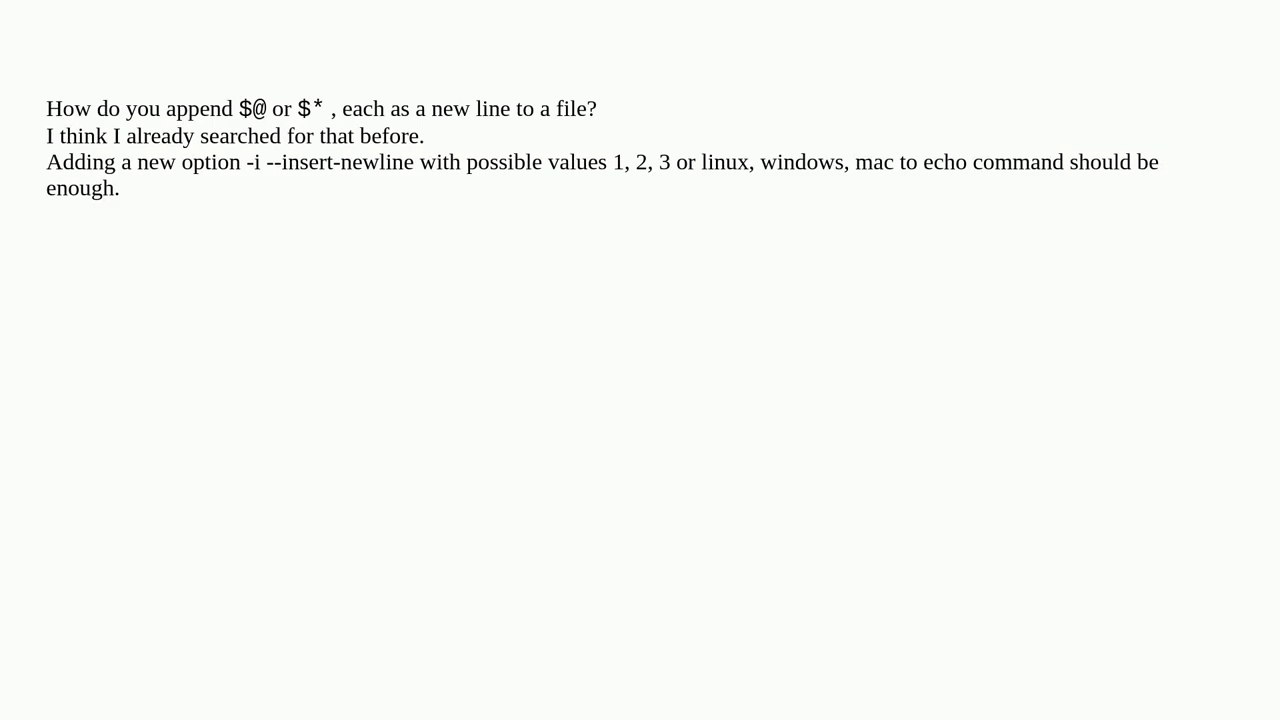 How do you append $@ or $* , each as a new line to a file?
I think I already searched for that before.
Adding a new option -i --insert-newline with possible values 1, 2, 3 or linux, windows, mac to echo command should be
enough.